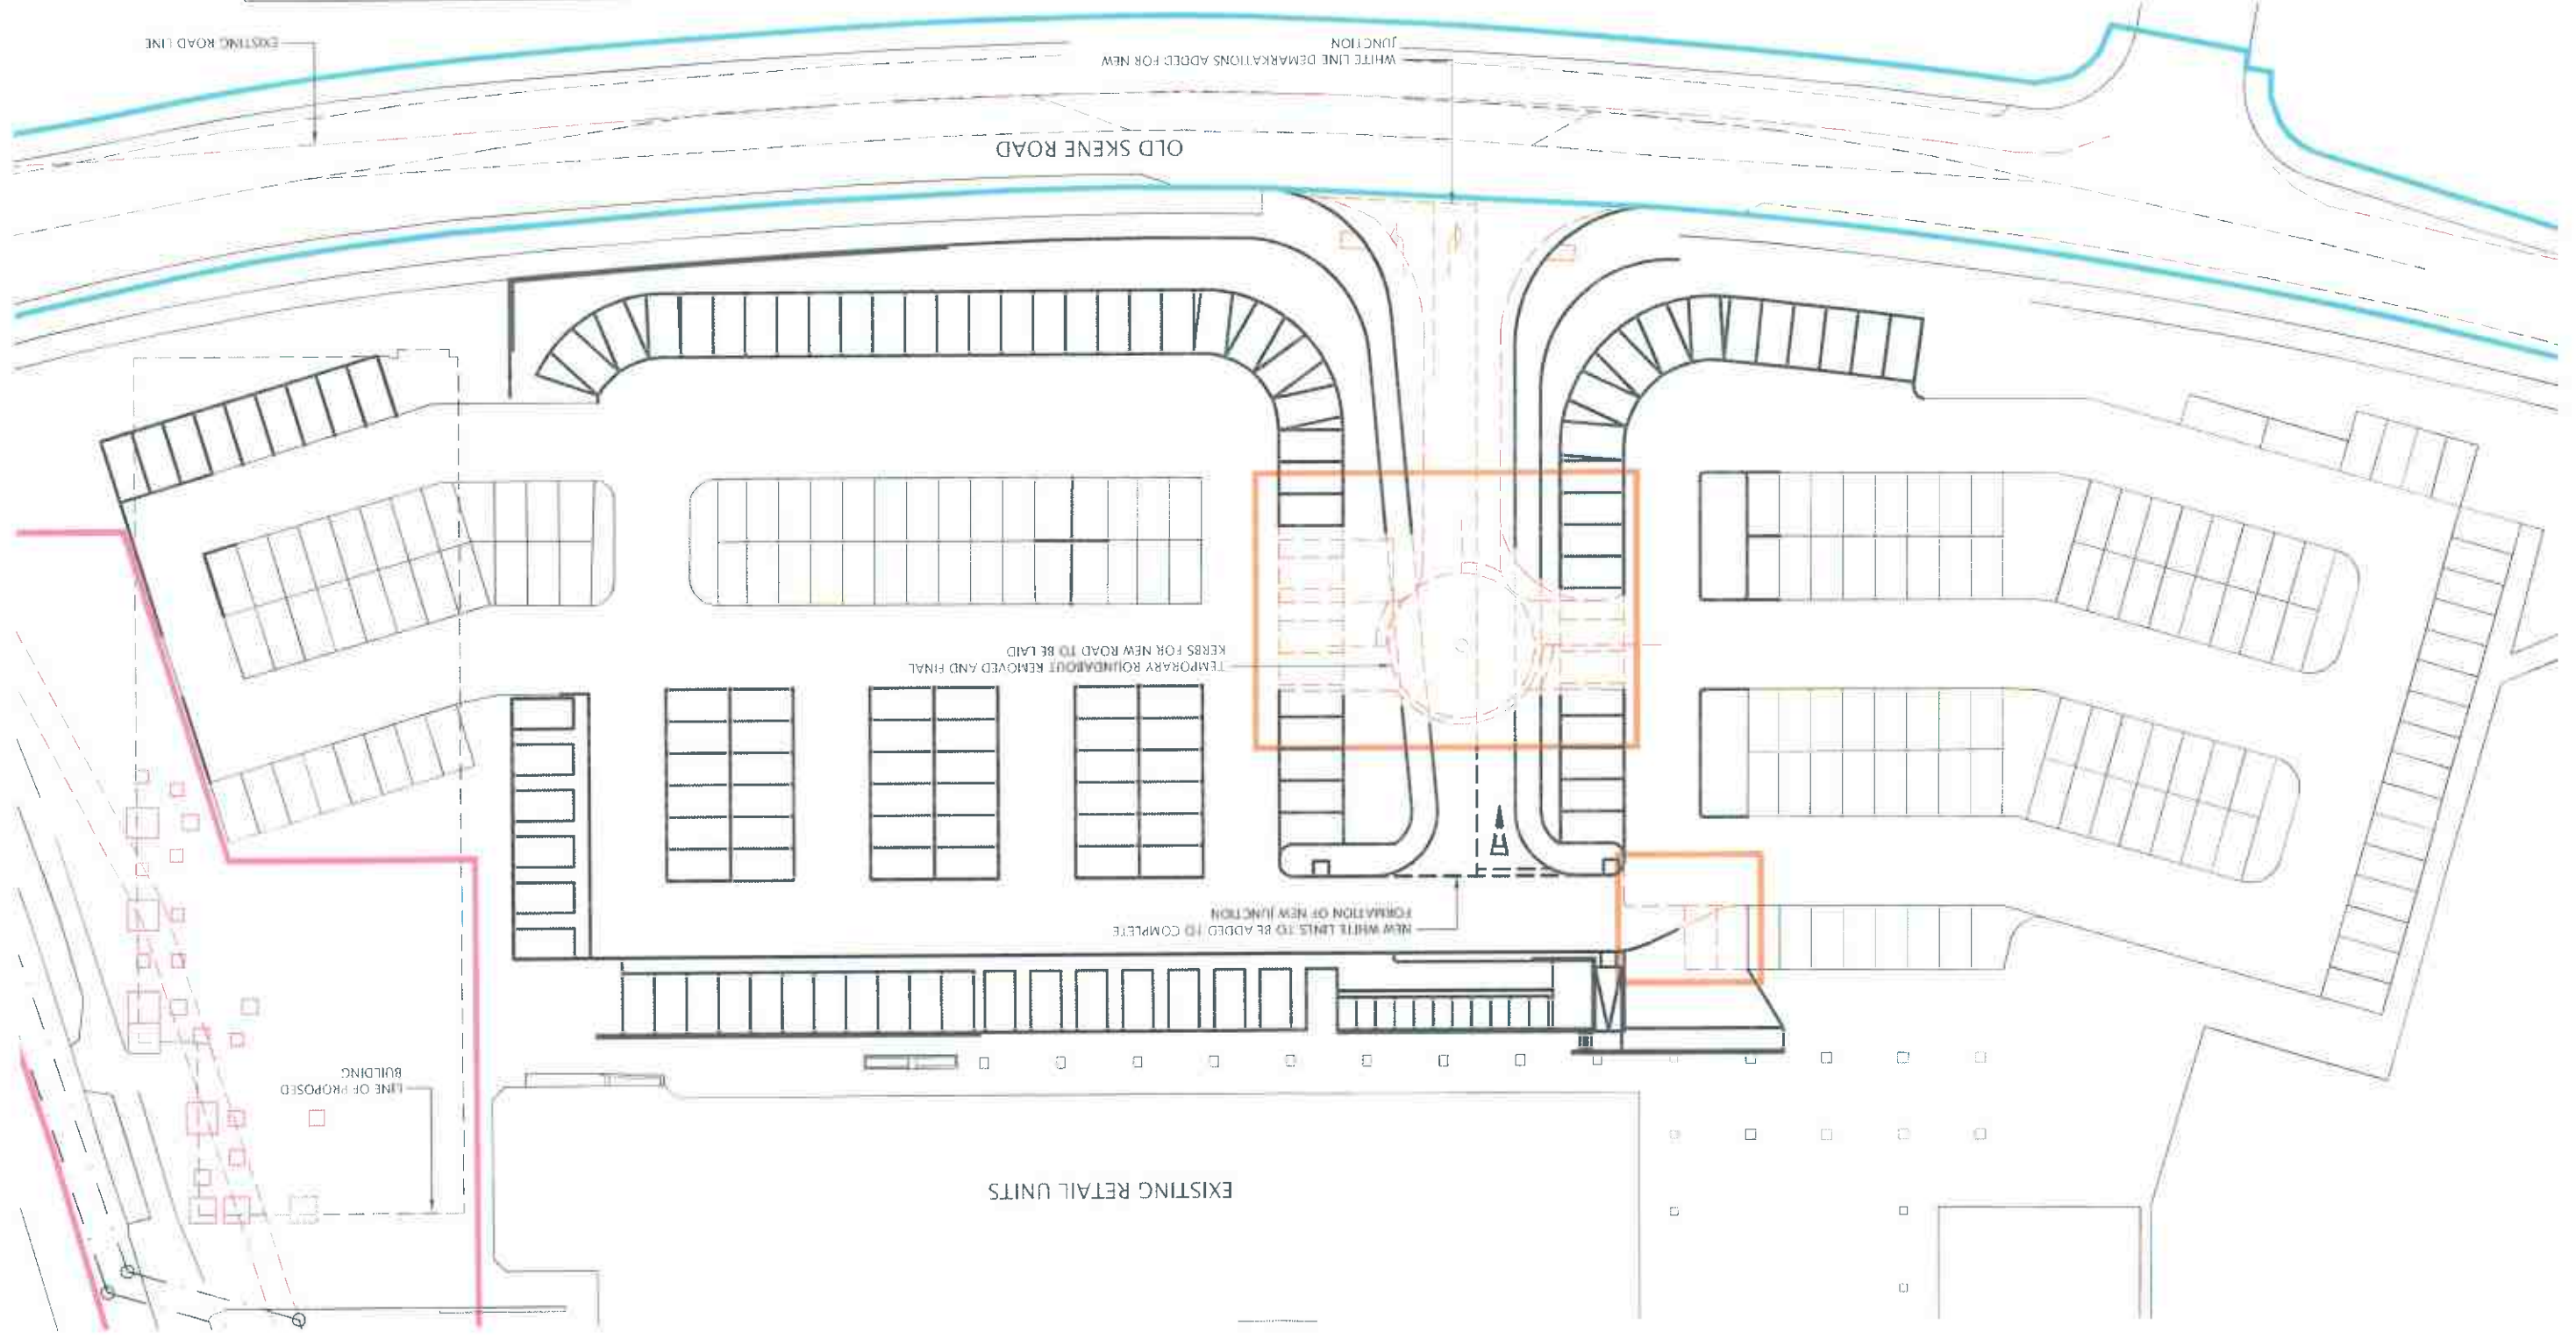 EXISTING RETAIL UNITS
LINE OF PROPOSED
BUILDING
NEW WHITE LINES TO BE ADDED TO COMPLETE
FORMATION OF NEW JUNCTION
TEMPORARY ROUNDABOUT REMOVED AND FINAL
KERBS FOR NEW ROAD TO BE LAID
OLD SKENE ROAD
WHITE LINE DEMARKATIONS ADDED FOR NEW
JUNCTION
EXISTING ROAD LINE